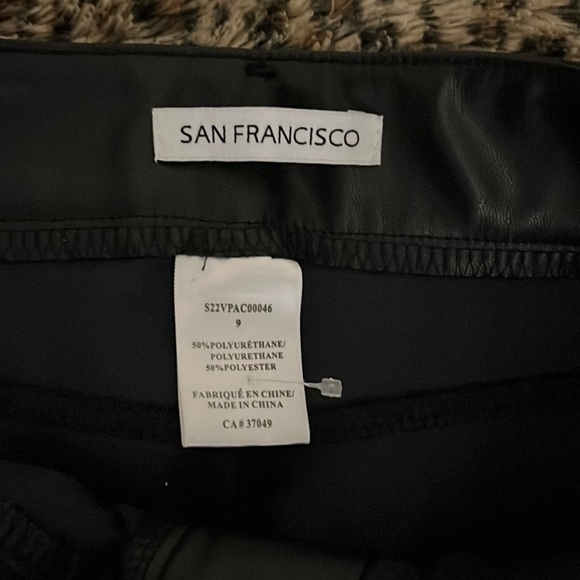 SAN FRANCISCO
S22VPAC00046
9
50%POLYURÉTHANE/
POLYURETHANE
50%POLYESTER
FABRIQUÉ EN CHINE/
MADE IN CHINA
CA# 37049